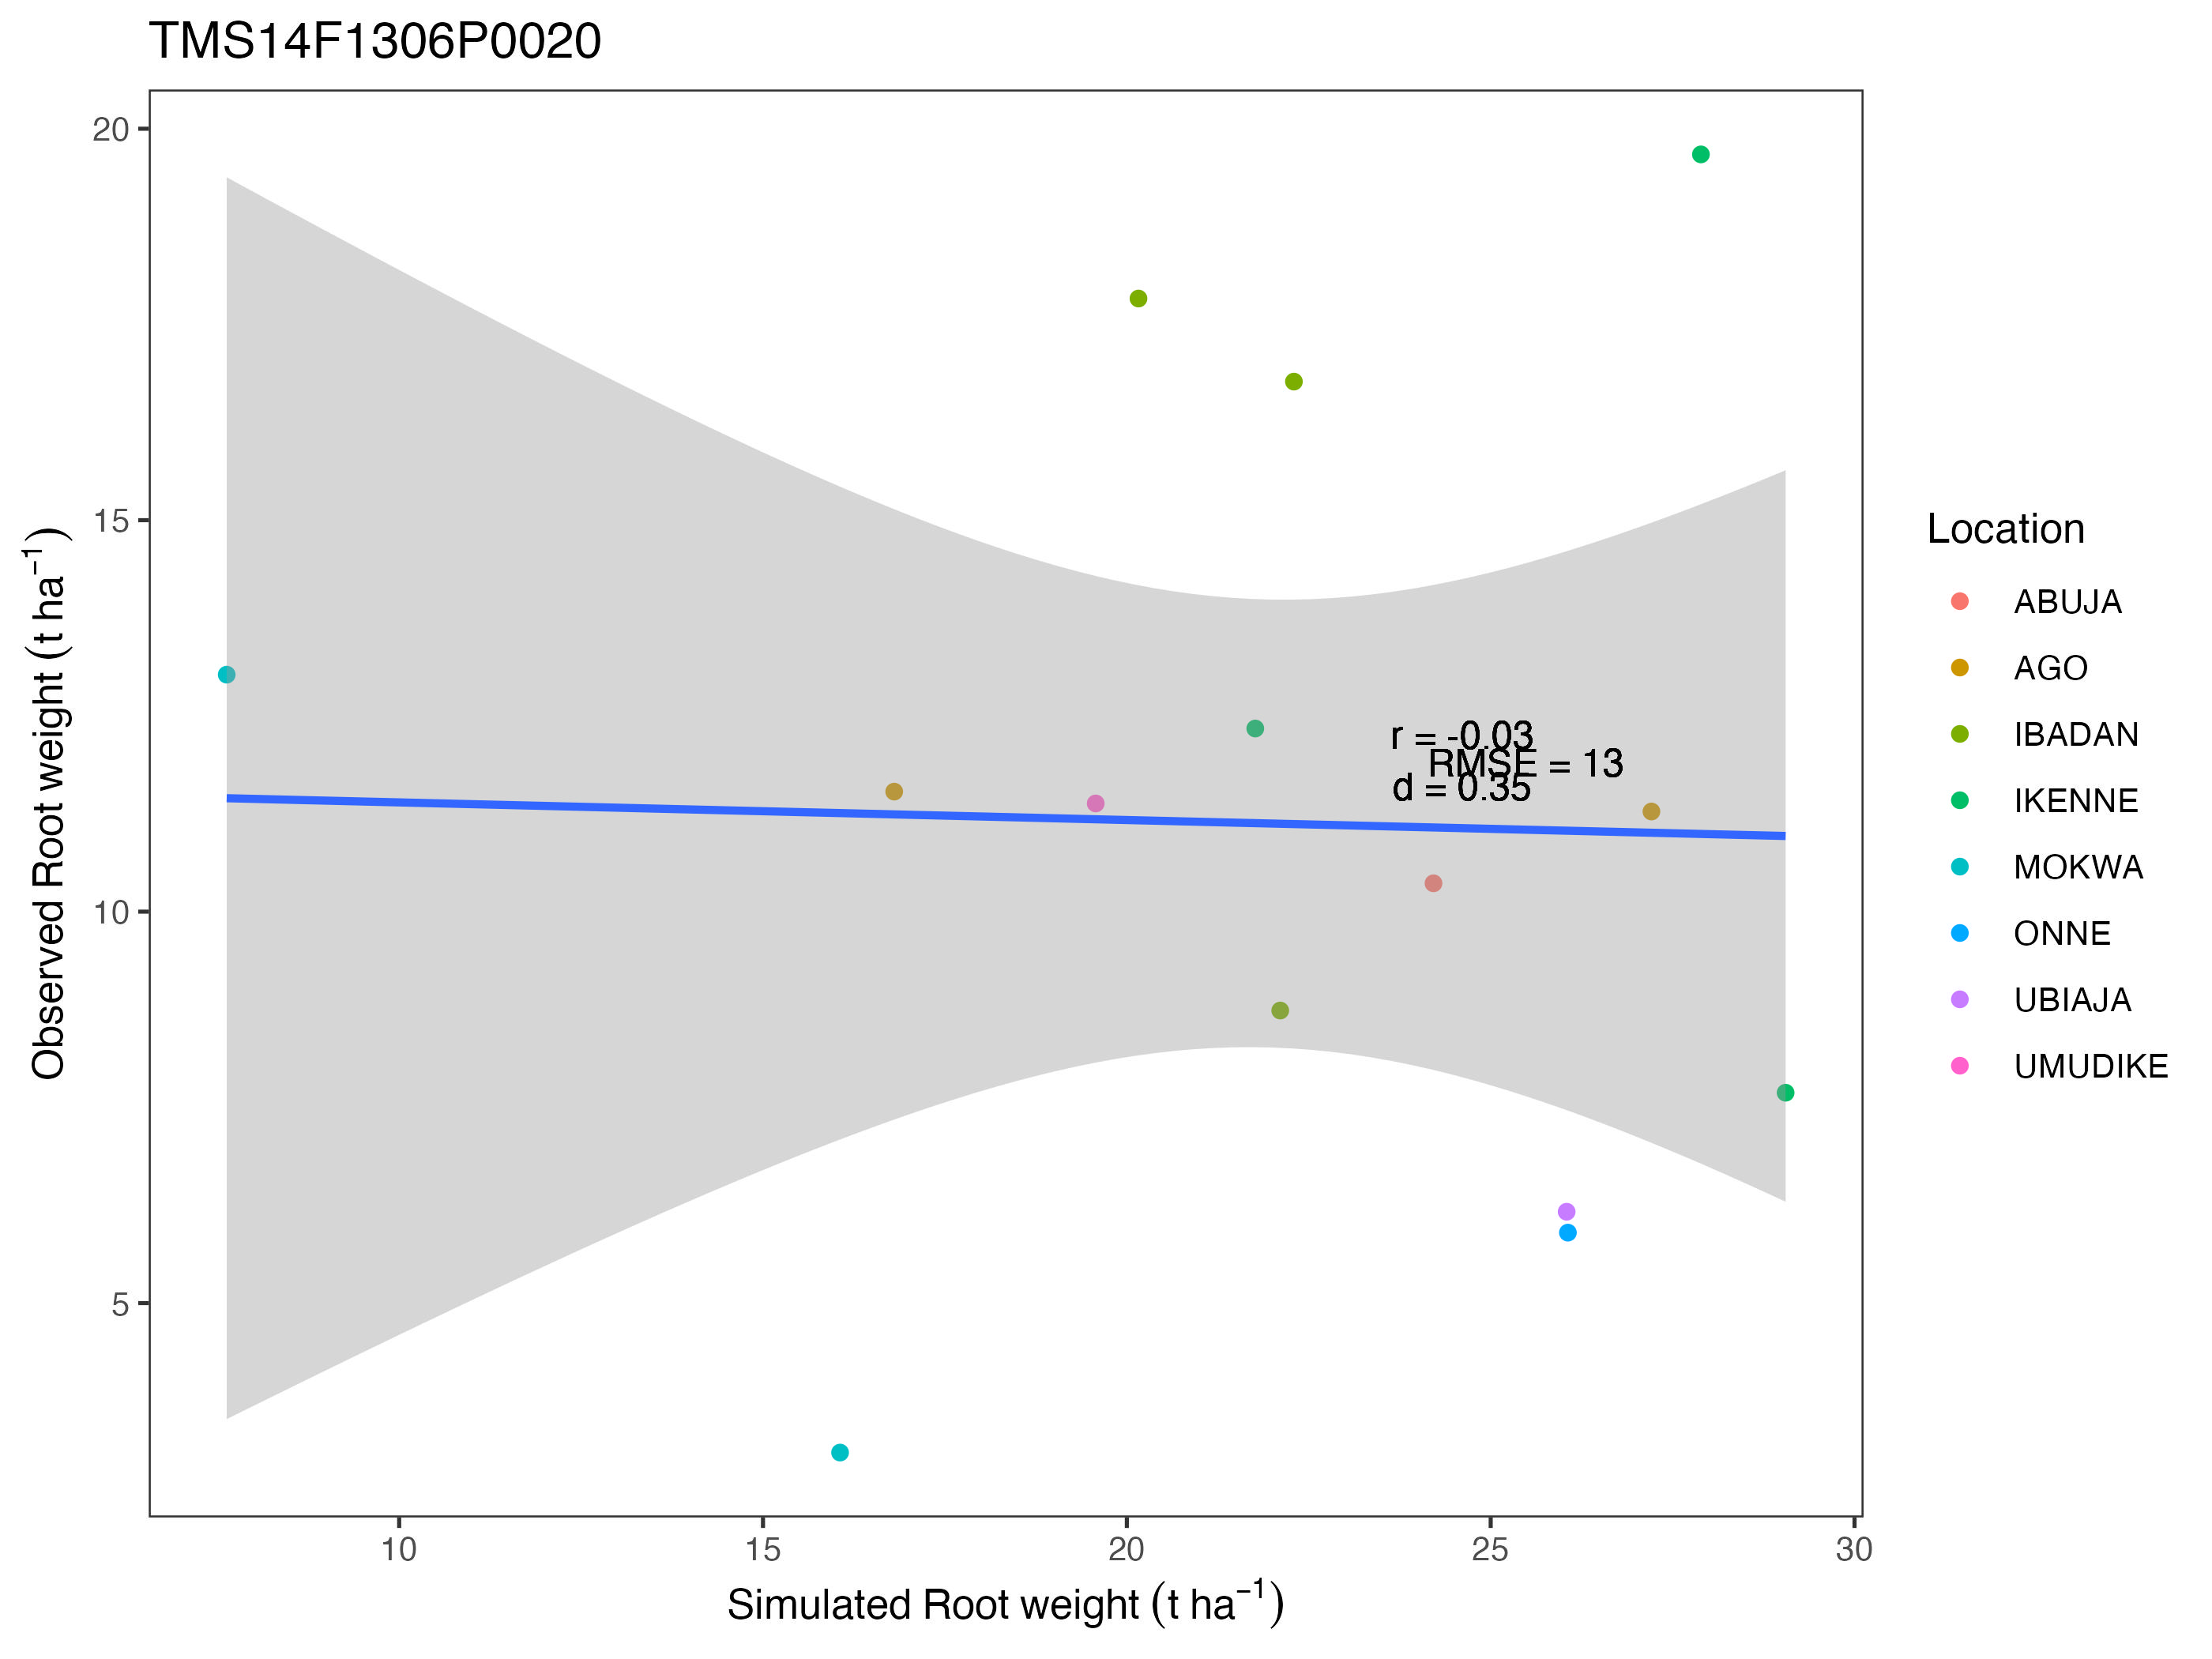 TMS14F1306P0020
Observed Root weight (t ha⁻¹)
20
15
10
5
r = -0.03
RMSE = 13
d = 0.35
10
15
20
25
30
Simulated Root weight (t ha⁻¹)
Location
ABUJA
AGO
IBADAN
IKENNE
MOKWA
ONNE
UBIAJA
UMUDIKE